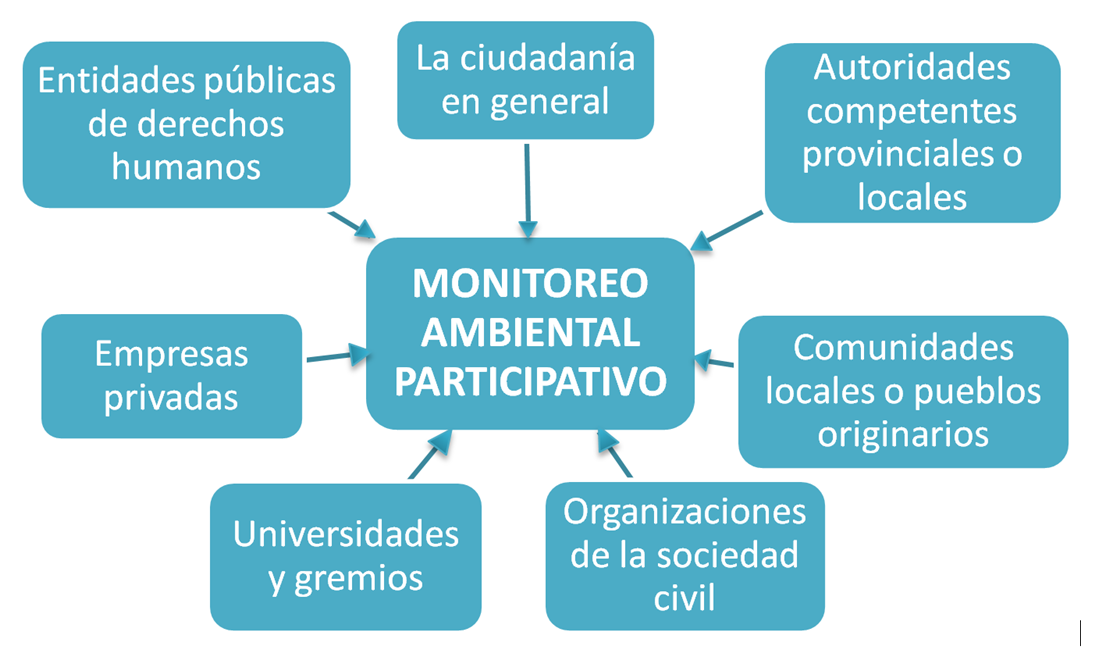 La ciudadanía
en general
Entidades públicas
de derechos
humanos
Autoridades
competentes
provinciales o
locales
MONITOREO
AMBIENTAL
PARTICIPATIVO
Empresas
privadas
Comunidades
locales o pueblos
originarios
Universidades
y gremios
Organizaciones
de la sociedad
civil